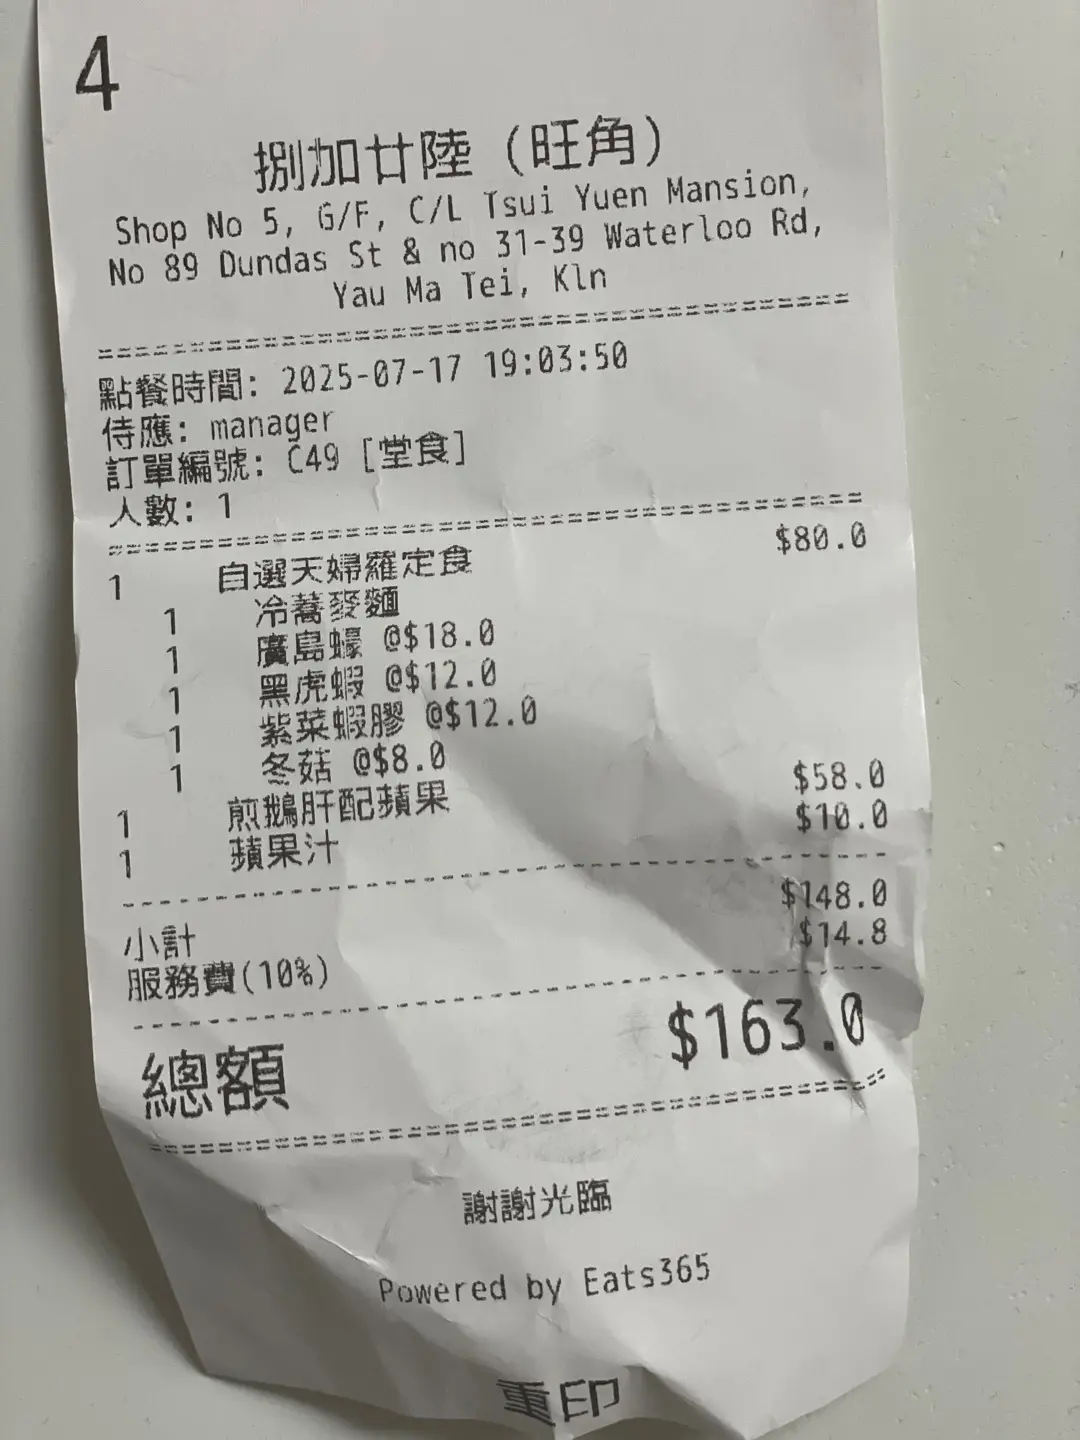 4
捌加廿陸 (旺角)
Shop No 5, G/F, C/L Tsui Yuen Mansion,
No 89 Dundas St & no 31-39 Waterloo Rd,
Yau Ma Tei, Kln
點餐時間: 2025-07-17 19:03:50
侍應: manager
訂單編號: C49 [堂食]
人數: 1
1 自選天婦羅定食 $80.0
1 冷蕎麥麵
1 廣島蠔 @$18.0
1 黑虎蝦 @$12.0
1 紫菜蝦膠 @$12.0
1 冬菇 @$8.0
1 煎鵝肝配蘋果 $58.0
1 蘋果汁 $10.0
小計 $148.0
服務費(10%) $14.8
總額 $163.0
謝謝光臨
Powered by Eats365
重印